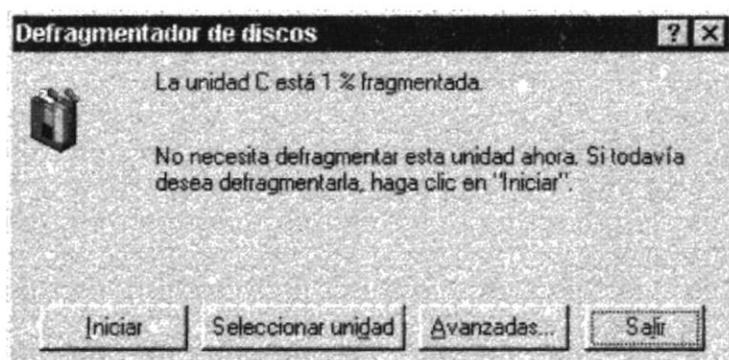 Defragmentador de discos
La unidad C está 1 % fragmentada.
No necesita defragmentar esta unidad ahora. Si todavía
desea defragmentarla, haga clic en "Iniciar".
Iniciar Seleccionar unidad Avanzadas... Salir